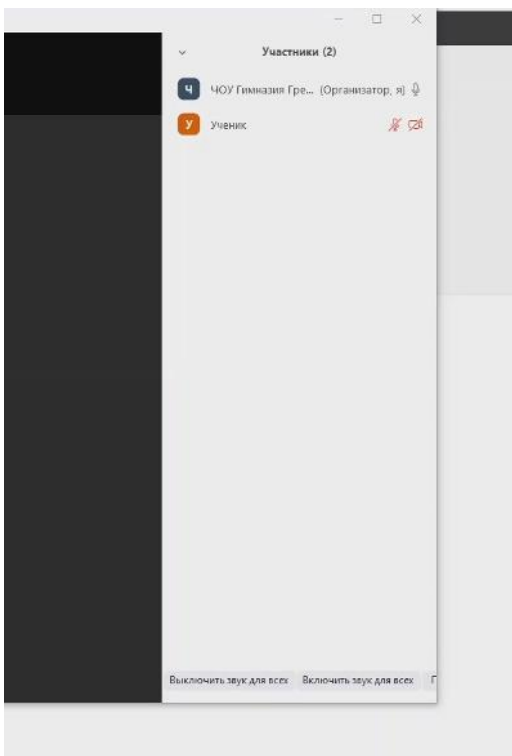 Участники (2)
Ч ЧОУ Гимназия Гре... (Организатор, я)
У Ученик
Выключить звук для всех Включить звук для всех